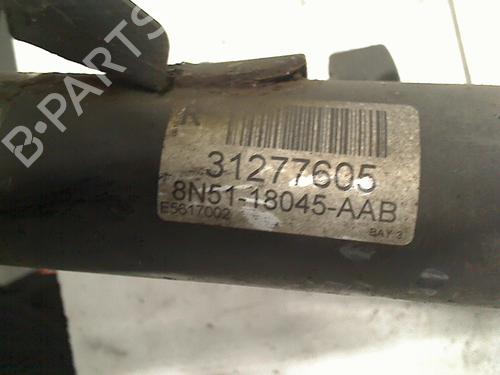 B-PARTS
R
31277605
8N51-18045-AAB
E5617002
BAY 3